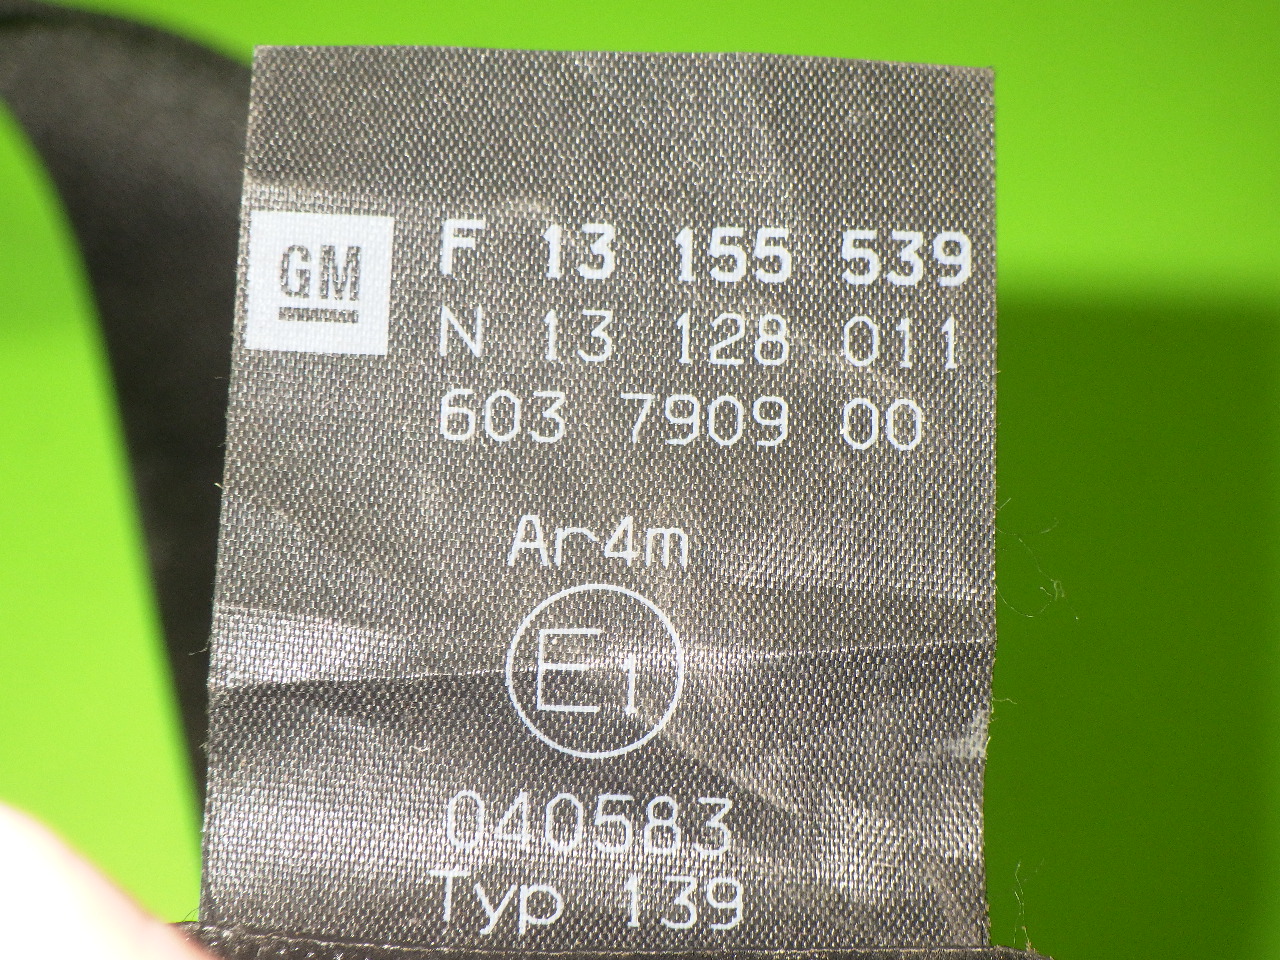 GM
F 13 155 539
N 13 128 011
603 7909 00
Ar4m
E1
040583
Typ 139